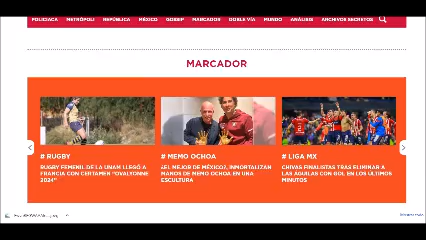 POLICIACA METRÓPOLI REPÚBLICA MÉXICO GOSSIP MARCADOR DOBLE VÍA MUNDO ANÁLISIS ARCHIVOS SECRETOS
MARCADOR
# RUGBY
RUGBY FEMENIL DE LA UNAM LLEGÓ A
FRANCIA CON CERTAMEN "OVALYONNE
2024"
# MEMO OCHOA
¿EL MEJOR DE MÉXICO?, INMORTALIZAN
MANOS DE MEMO OCHOA EN UNA
ESCULTURA
# LIGA MX
CHIVAS FINALISTAS TRAS ELIMINAR A
LAS ÁGUILAS CON GOL EN LOS ÚLTIMOS
MINUTOS